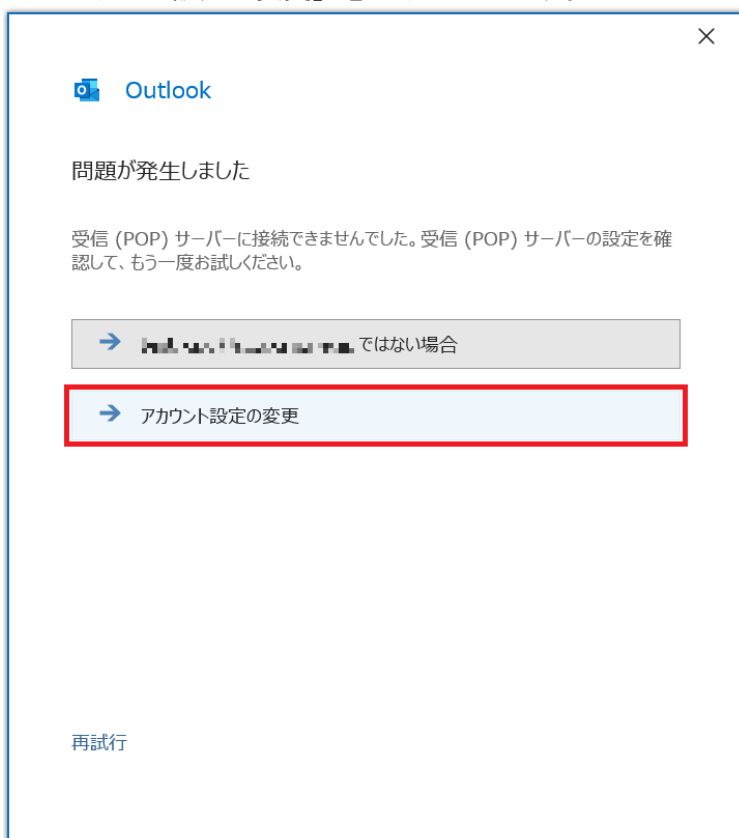 Outlook
問題が発生しました
受信 (POP) サーバーに接続できませんでした。受信 (POP) サーバーの設定を確
認して、もう一度お試しください。
ではない場合
アカウント設定の変更
再試行